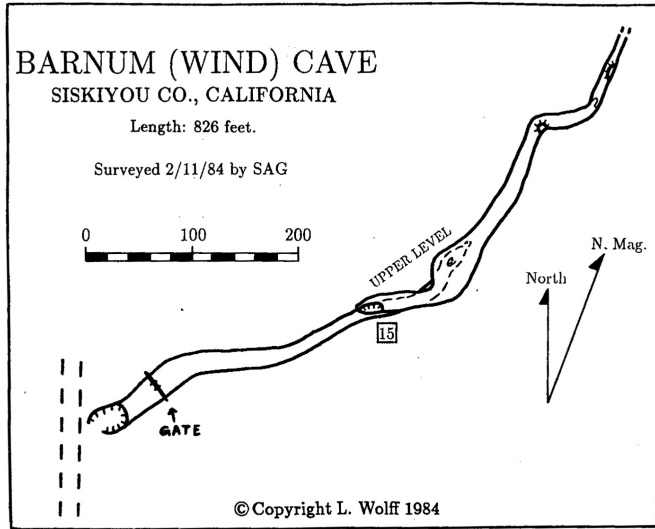 BARNUM (WIND) CAVE
SISKIYOU CO., CALIFORNIA
Length: 826 feet.
Surveyed 2/11/84 by SAG
0 100 200
UPPER LEVEL
N. Mag.
North
15
GATE
© Copyright L. Wolff 1984